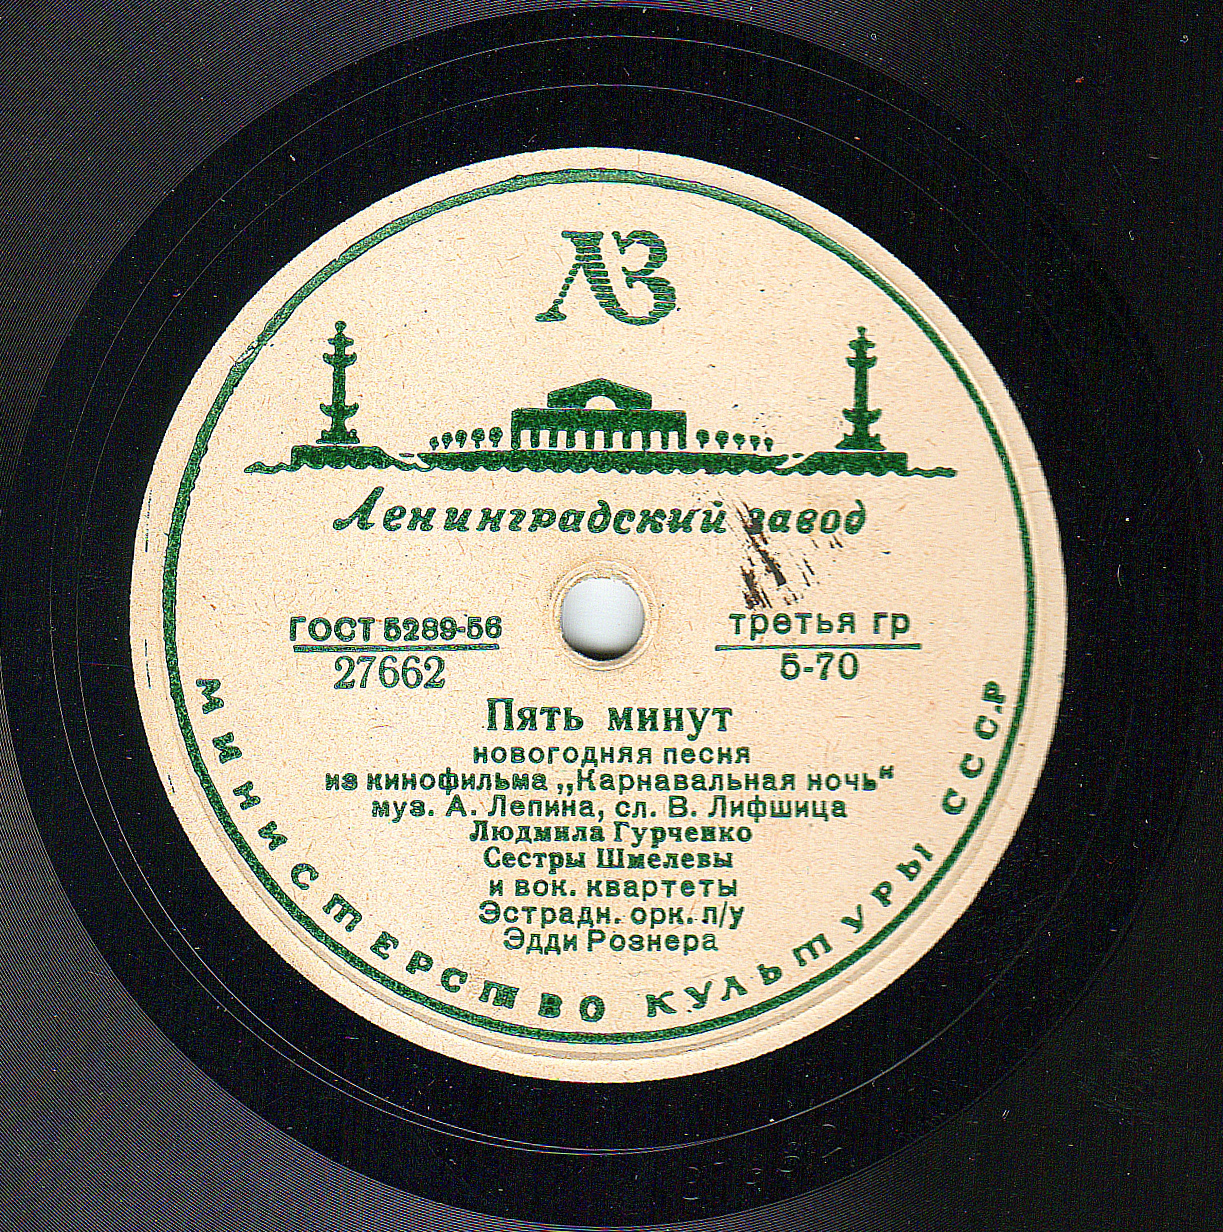 ЛЗ
Ленинградский завод
ГОСТ 5289-56
27662
третья гр
5-70
Пять минут
новогодняя песня
из кинофильма „Карнавальная ночь"
муз. А. Лепина, сл. В. Лифшица
Людмила Гурченко
Сестры Шмелевы
и вок. квартеты
Эстрадн. орк. п/у
Эдди Рознера
МИНИСТЕРСТВО КУЛЬТУРЫ СССР